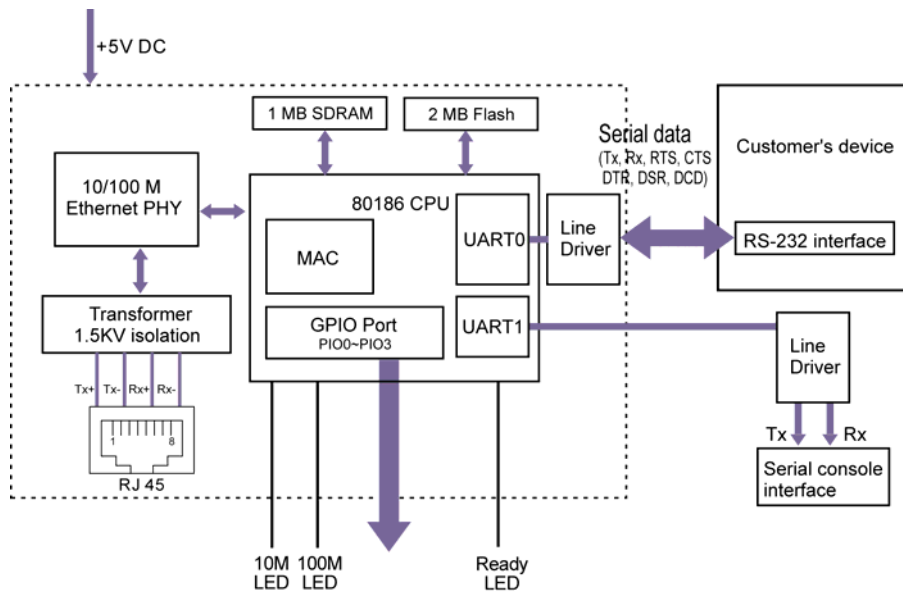 +5V DC
1 MB SDRAM
2 MB Flash
Serial data
(Tx, Rx, RTS, CTS
DTR, DSR, DCD)
Customer's device
RS-232 interface
10/100 M
Ethernet PHY
80186 CPU
MAC
UART0
Line
Driver
Transformer
1.5KV isolation
GPIO Port
PIO0~PIO3
UART1
Line
Driver
Tx+ Tx- Rx+ Rx-
1 8
RJ 45
Tx Rx
Serial console
interface
10M
LED
100M
LED
Ready
LED